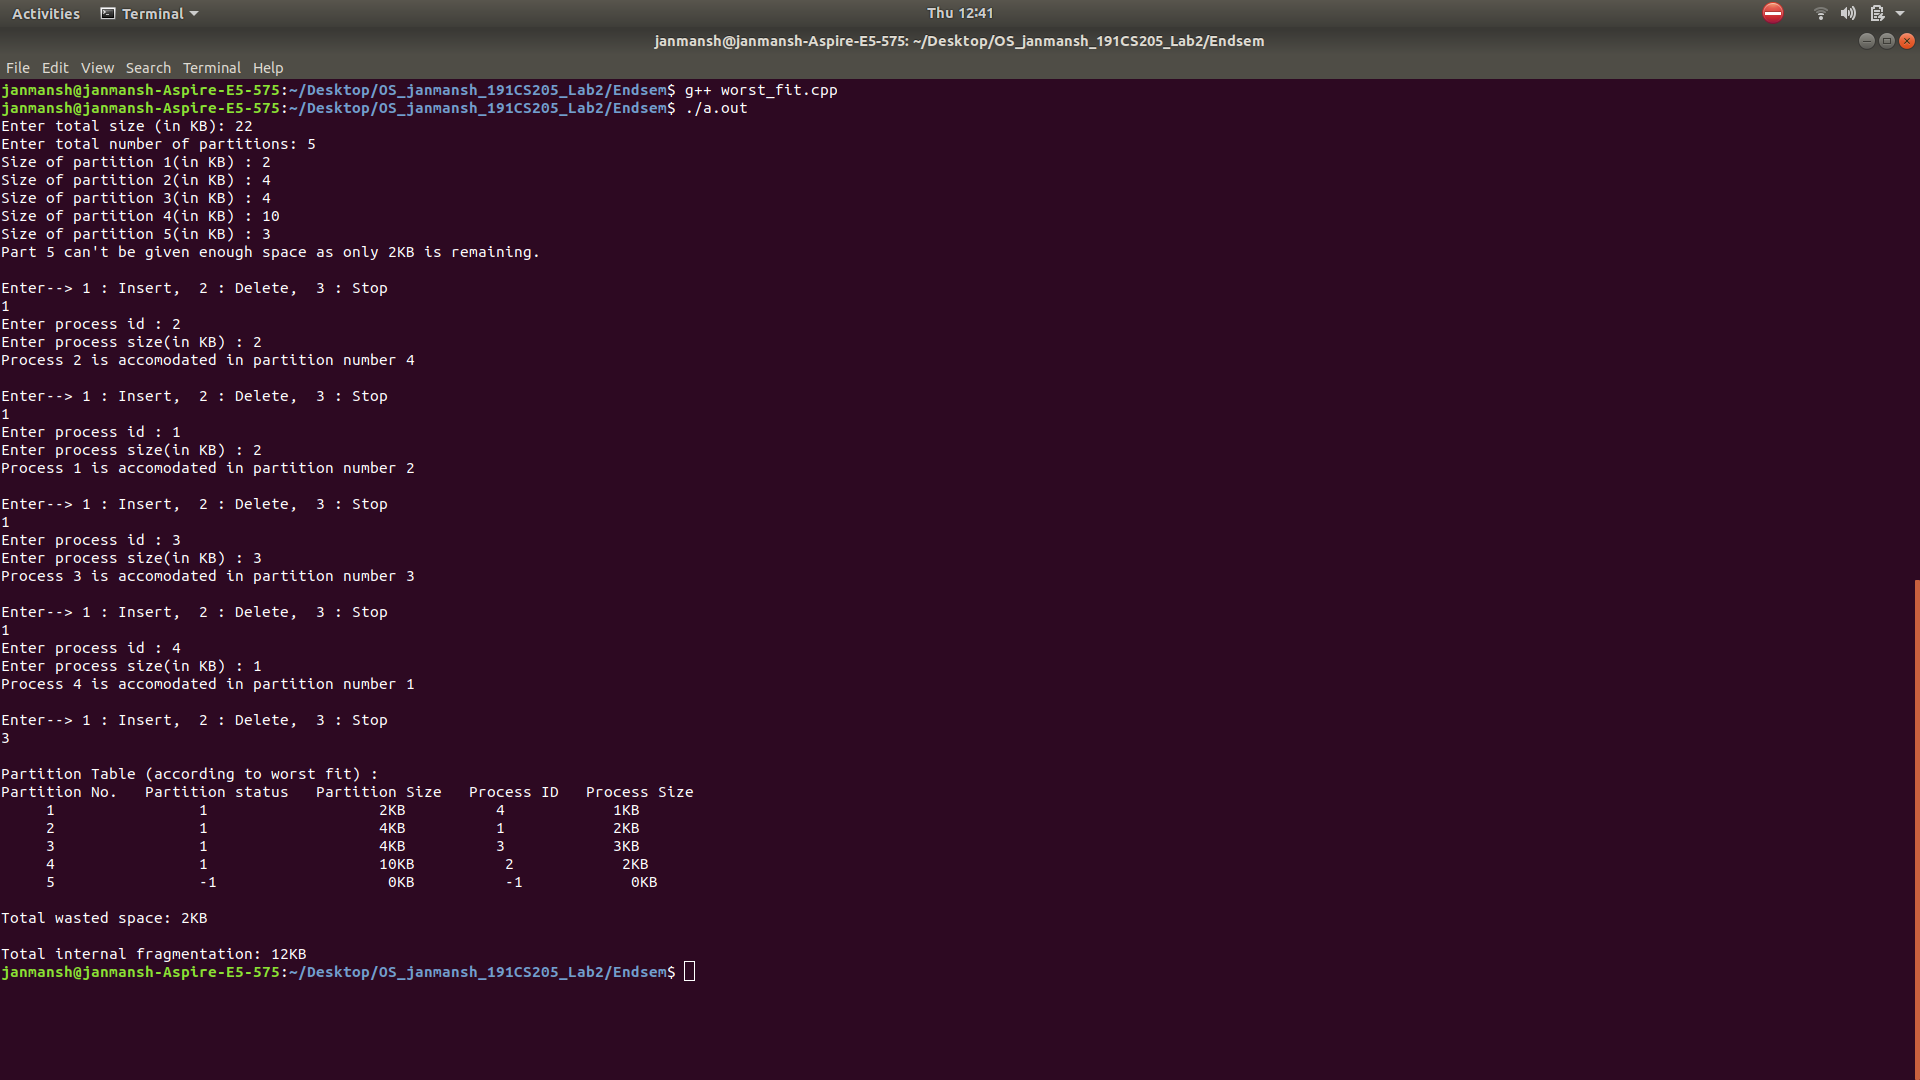 Activities Terminal Thu 12:41
janmansh@janmansh-Aspire-E5-575: ~/Desktop/OS_janmansh_191CS205_Lab2/Endsem
File Edit View Search Terminal Help
janmansh@janmansh-Aspire-E5-575:~/Desktop/OS_janmansh_191CS205_Lab2/Endsem$ g++ worst_fit.cpp
janmansh@janmansh-Aspire-E5-575:~/Desktop/OS_janmansh_191CS205_Lab2/Endsem$ ./a.out
Enter total size (in KB): 22
Enter total number of partitions: 5
Size of partition 1(in KB) : 2
Size of partition 2(in KB) : 4
Size of partition 3(in KB) : 4
Size of partition 4(in KB) : 10
Size of partition 5(in KB) : 3
Part 5 can't be given enough space as only 2KB is remaining.
Enter--> 1 : Insert,  2 : Delete,  3 : Stop
1
Enter process id : 2
Enter process size(in KB) : 2
Process 2 is accomodated in partition number 4
Enter--> 1 : Insert,  2 : Delete,  3 : Stop
1
Enter process id : 1
Enter process size(in KB) : 2
Process 1 is accomodated in partition number 2
Enter--> 1 : Insert,  2 : Delete,  3 : Stop
1
Enter process id : 3
Enter process size(in KB) : 3
Process 3 is accomodated in partition number 3
Enter--> 1 : Insert,  2 : Delete,  3 : Stop
1
Enter process id : 4
Enter process size(in KB) : 1
Process 4 is accomodated in partition number 1
Enter--> 1 : Insert,  2 : Delete,  3 : Stop
3
Partition Table (according to worst fit) :
Partition No.   Partition status   Partition Size   Process ID   Process Size
1 1 2KB 4 1KB
2 1 4KB 1 2KB
3 1 4KB 3 3KB
4 1 10KB 2 2KB
5 -1 0KB -1 0KB
Total wasted space: 2KB
Total internal fragmentation: 12KB
janmansh@janmansh-Aspire-E5-575:~/Desktop/OS_janmansh_191CS205_Lab2/Endsem$